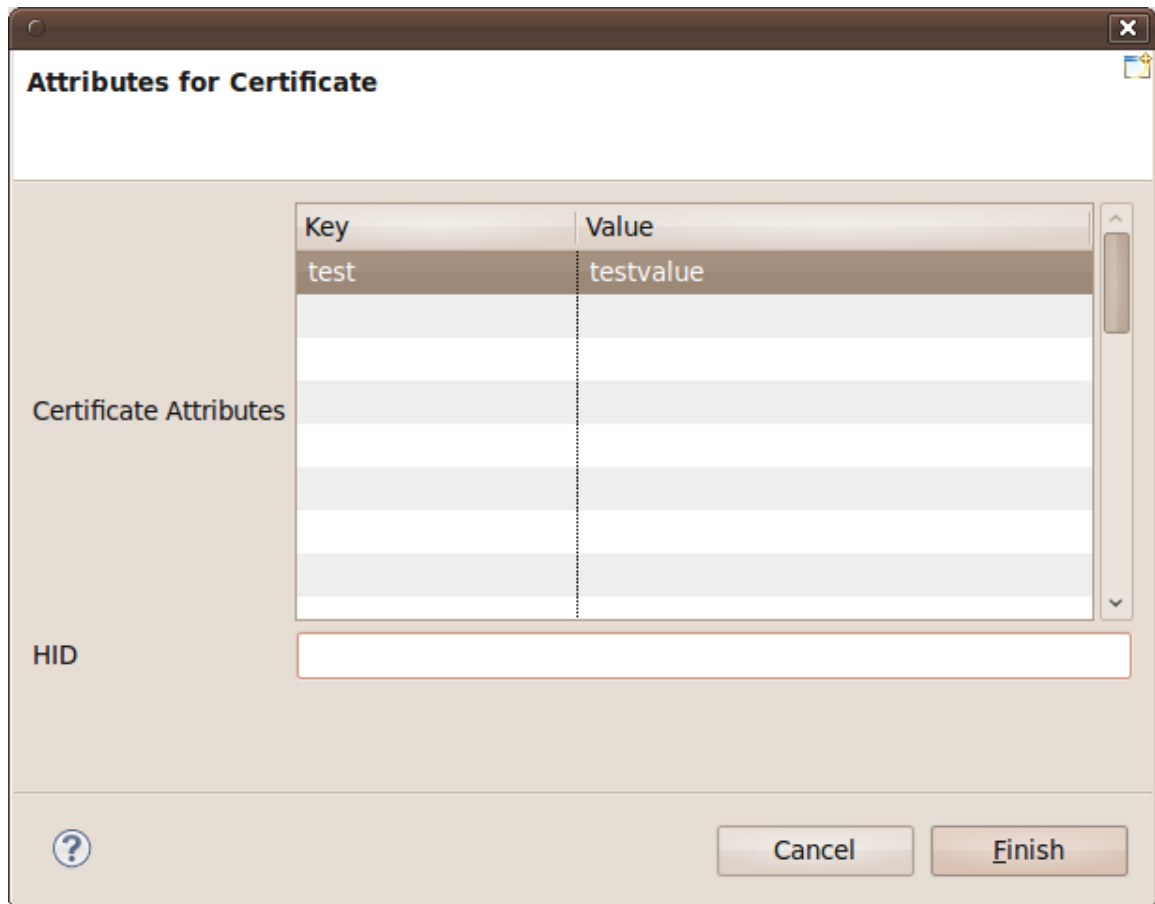 Attributes for Certificate
Key Value
test testvalue
Certificate Attributes
HID
Cancel Finish